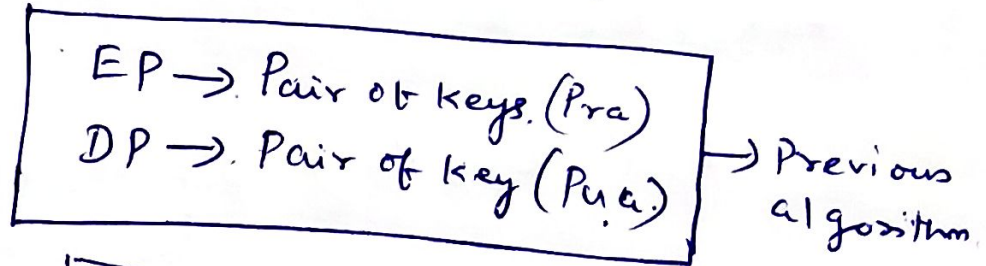 EP → Pair of keys. (Pra)
DP → Pair of key (Pu.a.)
→ Previous
algorithm